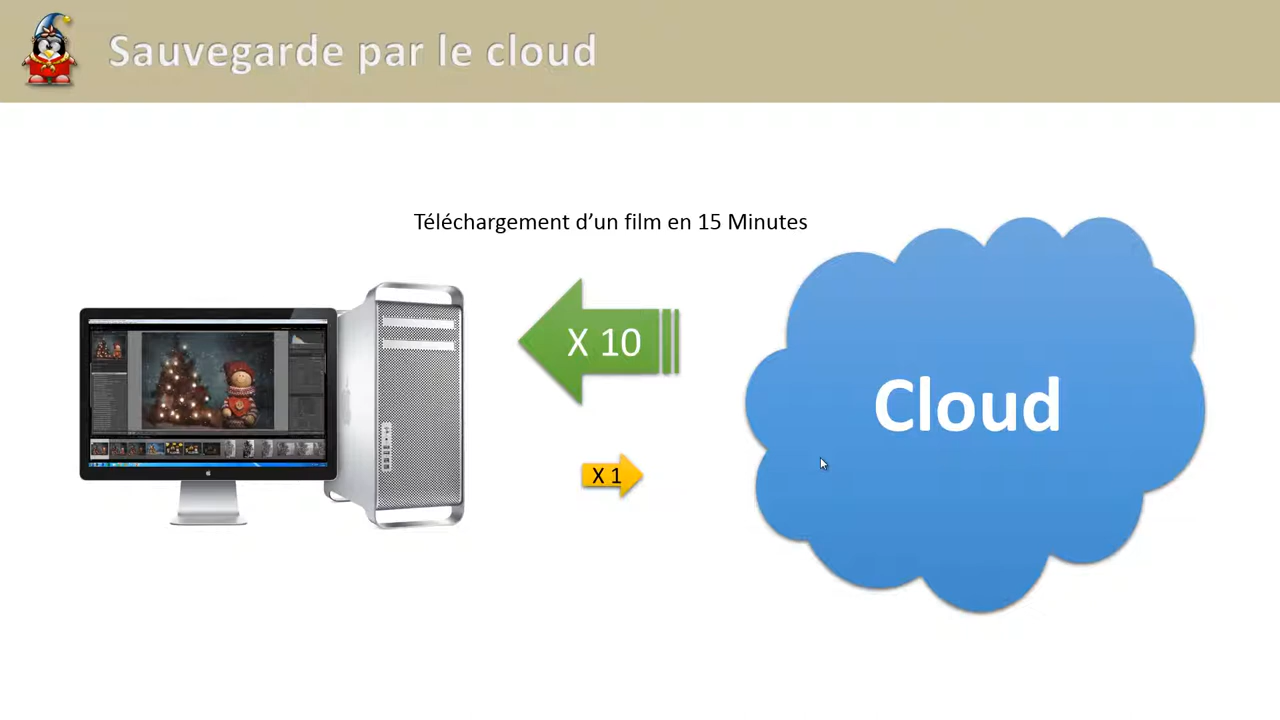 Sauvegarde par le cloud
Téléchargement d’un film en 15 Minutes
X 10
Cloud
X 1